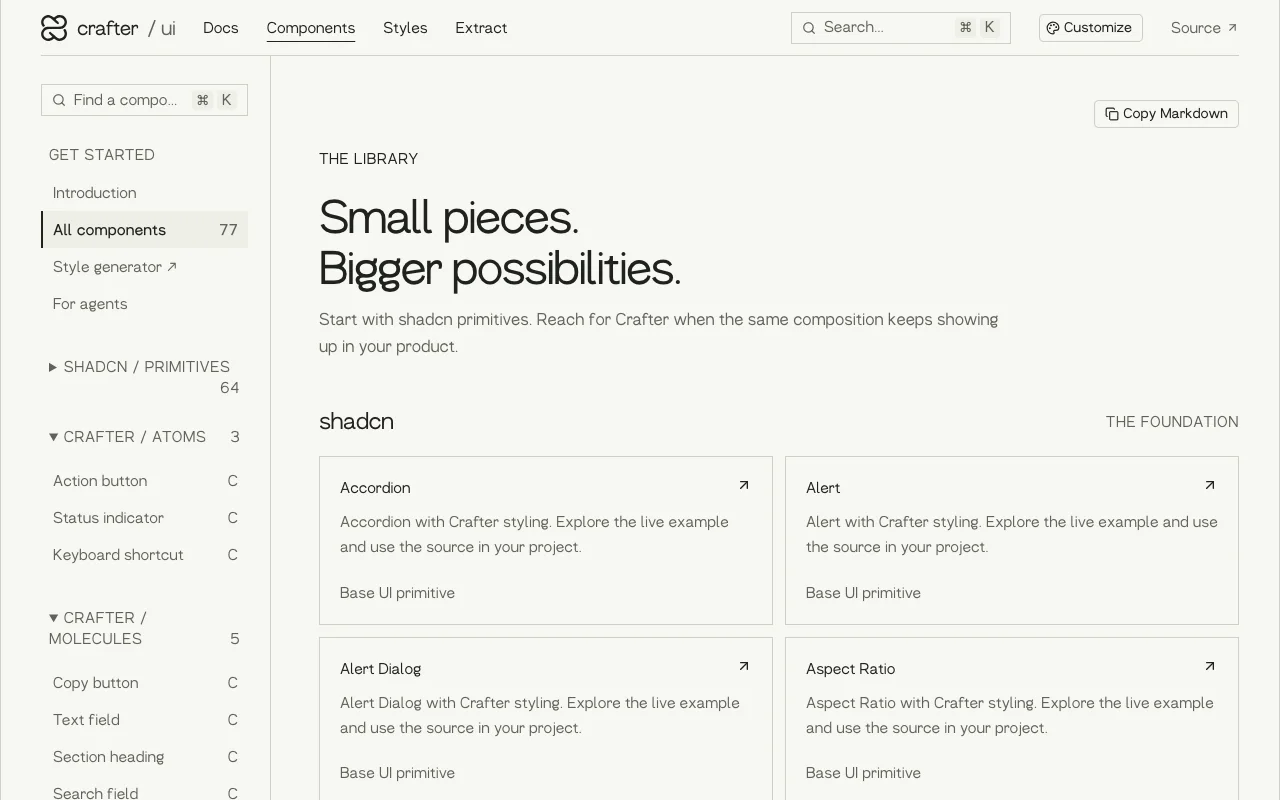 crafter / ui
Docs
Components
Styles
Extract
Search...
⌘ K
Customize
Source ↗
Find a compo...
⌘ K
GET STARTED
Introduction
All components 77
Style generator ↗
For agents
▶ SHADCN / PRIMITIVES
64
▼ CRAFTER / ATOMS 3
Action button C
Status indicator C
Keyboard shortcut C
▼ CRAFTER /
MOLECULES 5
Copy button C
Text field C
Section heading C
Search field C
Copy Markdown
THE LIBRARY
Small pieces.
Bigger possibilities.
Start with shadcn primitives. Reach for Crafter when the same composition keeps showing
up in your product.
shadcn
THE FOUNDATION
Accordion
Accordion with Crafter styling. Explore the live example
and use the source in your project.
Base UI primitive
Alert
Alert with Crafter styling. Explore the live example and use
the source in your project.
Base UI primitive
Alert Dialog
Alert Dialog with Crafter styling. Explore the live example
and use the source in your project.
Base UI primitive
Aspect Ratio
Aspect Ratio with Crafter styling. Explore the live example
and use the source in your project.
Base UI primitive